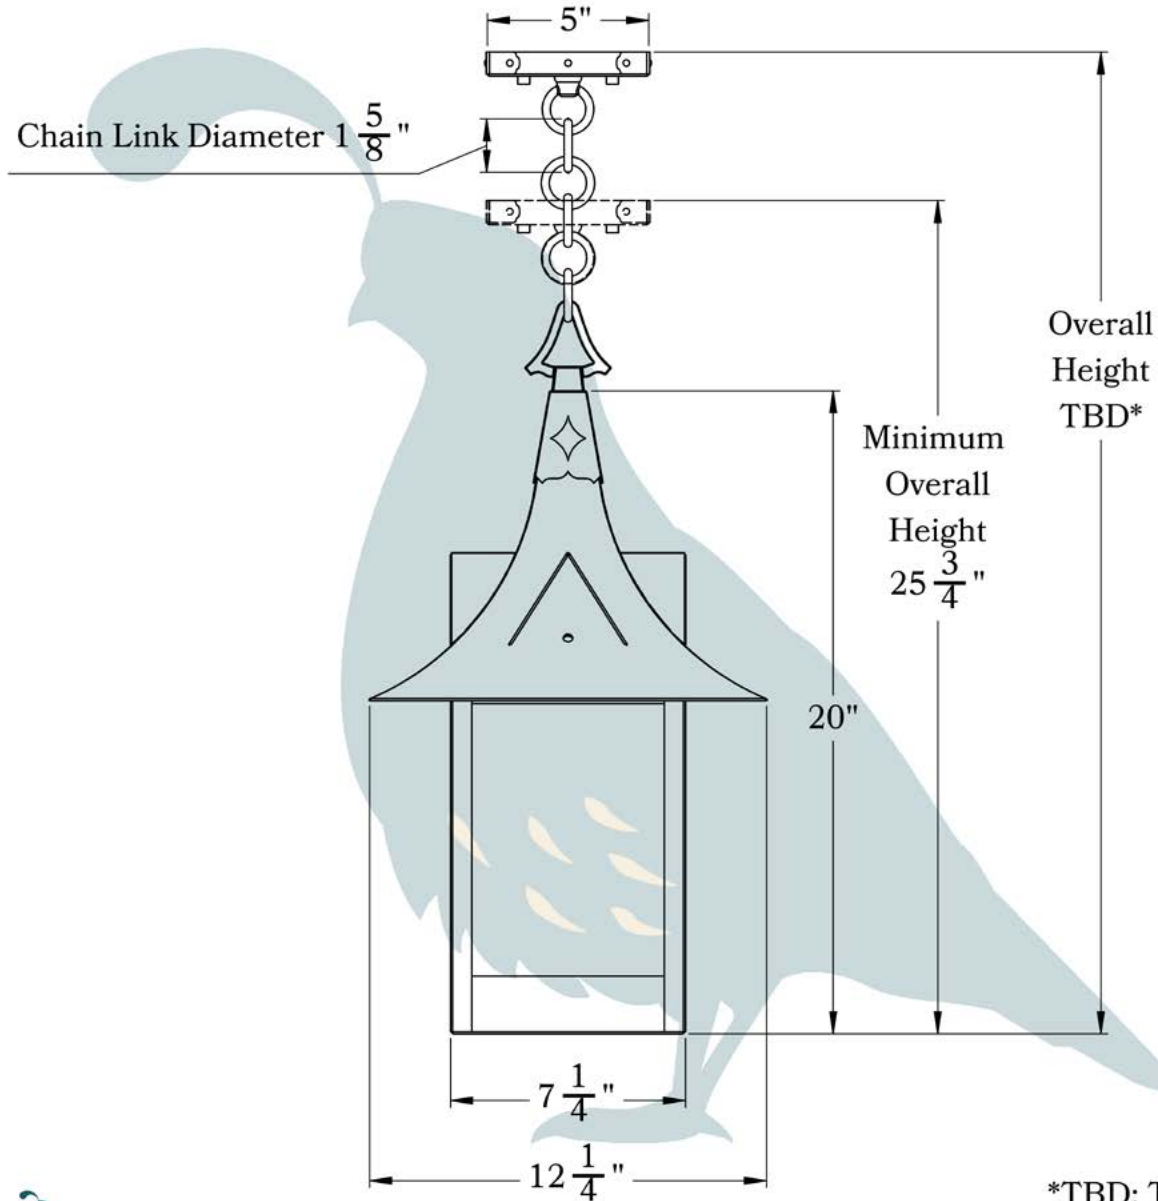 5"
Chain Link Diameter 1 5/8"
Overall
Height
TBD*
Minimum
Overall
Height
25 3/4"
20"
7 1/4"
12 1/4"
*TBD: